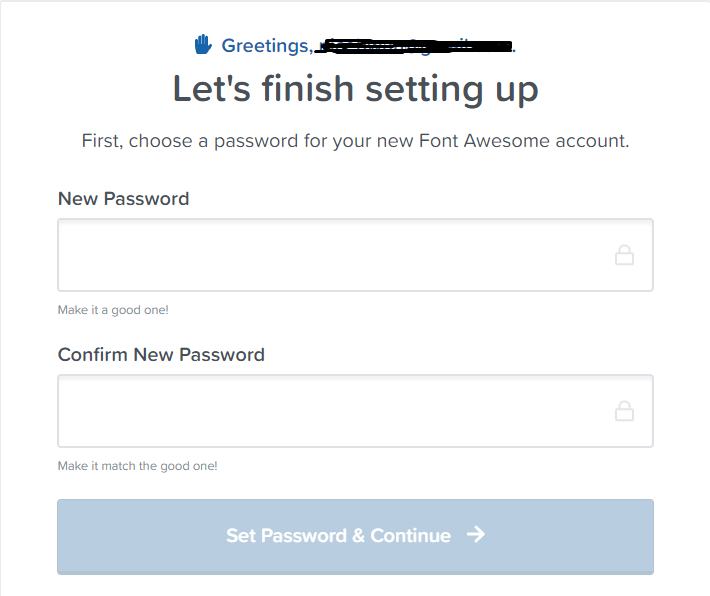 Greetings,
Let's finish setting up
First, choose a password for your new Font Awesome account.
New Password
Make it a good one!
Confirm New Password
Make it match the good one!
Set Password & Continue